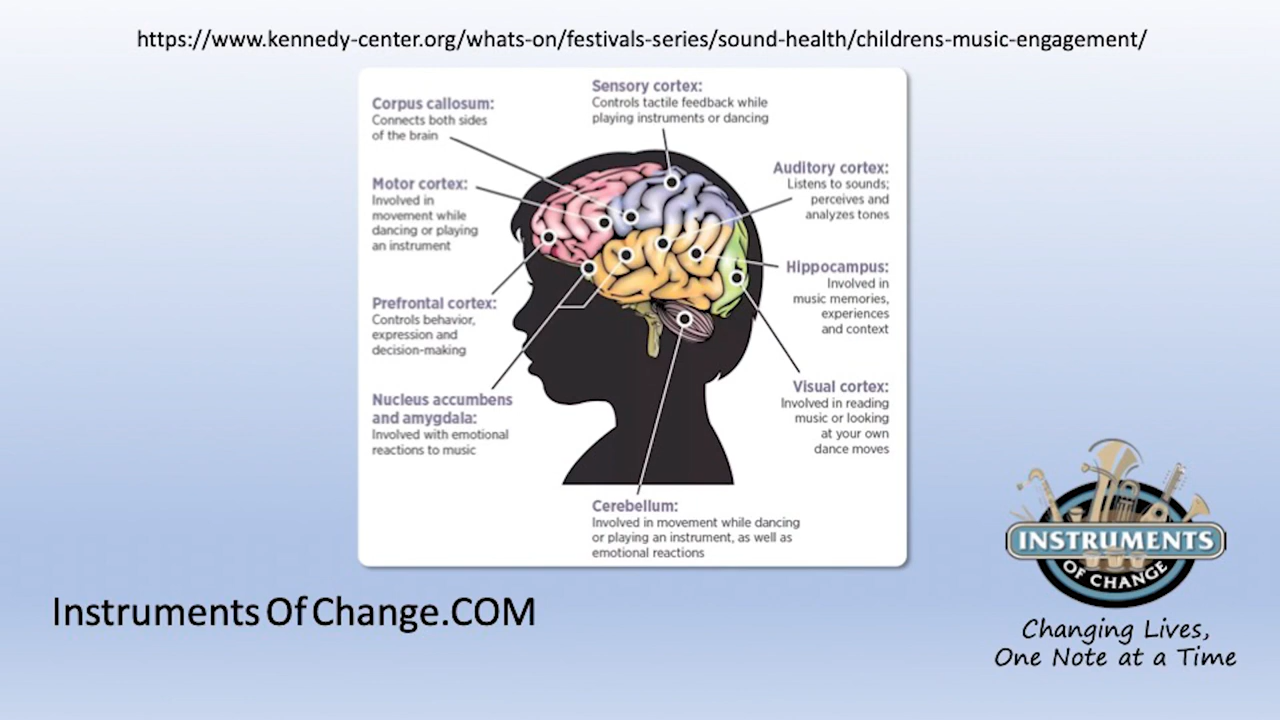 https://www.kennedy-center.org/whats-on/festivals-series/sound-health/childrens-music-engagement/
Corpus callosum:
Connects both sides
of the brain
Motor cortex:
Involved in
movement while
dancing or playing
an instrument
Prefrontal cortex:
Controls behavior,
expression and
decision-making
Nucleus accumbens
and amygdala:
Involved with emotional
reactions to music
Sensory cortex:
Controls tactile feedback while
playing instruments or dancing
Auditory cortex:
Listens to sounds;
perceives and
analyzes tones
Hippocampus:
Involved in
music memories,
experiences
and context
Visual cortex:
Involved in reading
music or looking
at your own
dance moves
Cerebellum:
Involved in movement while dancing
or playing an instrument, as well as
emotional reactions
InstrumentsOfChange.COM
INSTRUMENTS
OF CHANGE
Changing Lives,
One Note at a Time